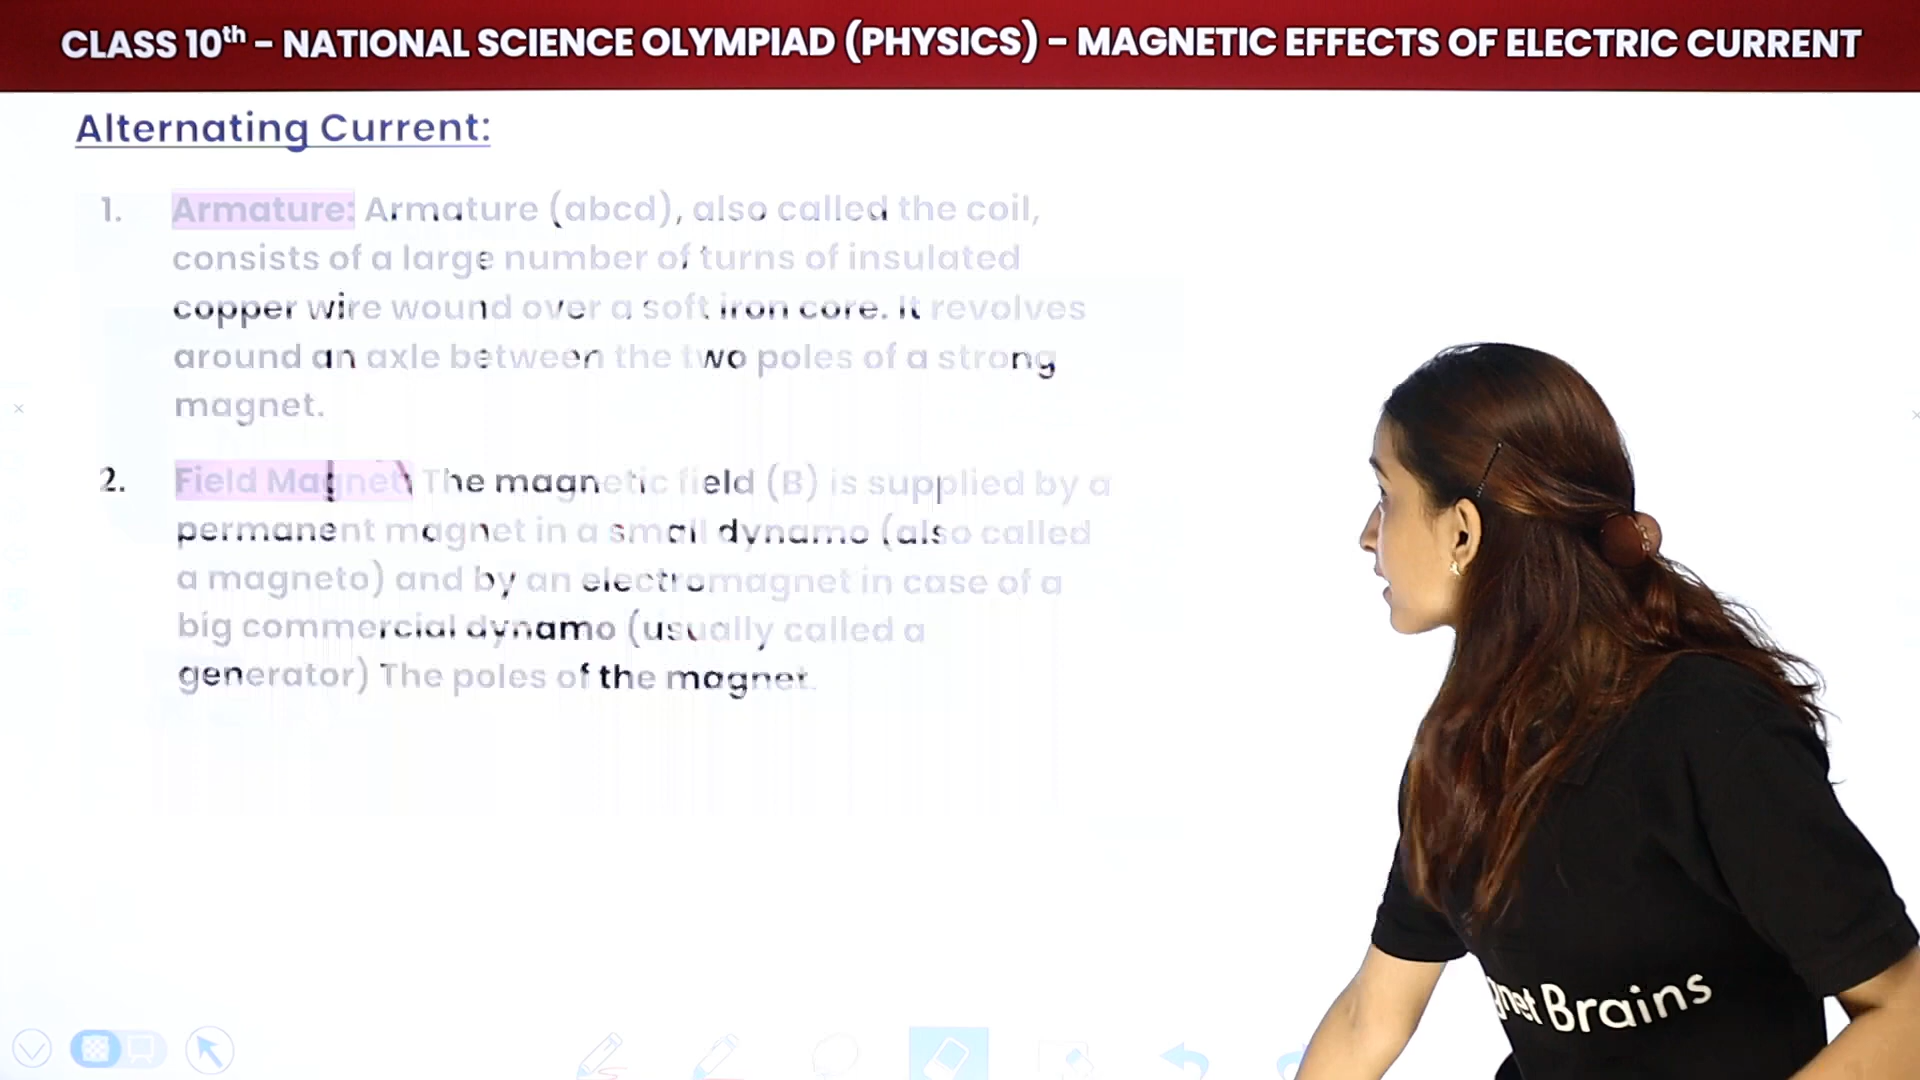 CLASS 10th – NATIONAL SCIENCE OLYMPIAD (PHYSICS) – MAGNETIC EFFECTS OF ELECTRIC CURRENT
Alternating Current:
1. Armature: Armature (abcd), also called the coil,
consists of a large number of turns of insulated
copper wire wound over a soft iron core. It revolves
around an axle between the two poles of a strong
magnet.
2. Field Magnet: The magnetic field (B) is supplied by a
permanent magnet in a small dynamo (also called
a magneto) and by an electromagnet in case of a
big commercial dynamo (usually called a
generator) The poles of the magnet.
gnet Brains